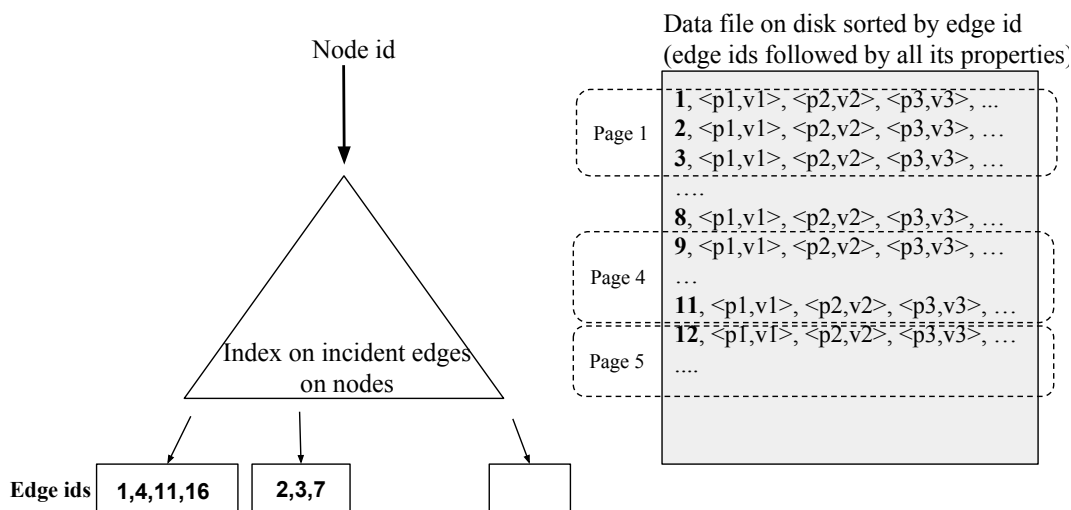 Node id
Index on incident edges
on nodes
Edge ids
1,4,11,16
2,3,7
Data file on disk sorted by edge id
(edge ids followed by all its properties)
Page 1
1, <p1,v1>, <p2,v2>, <p3,v3>, ...
2, <p1,v1>, <p2,v2>, <p3,v3>, …
3, <p1,v1>, <p2,v2>, <p3,v3>, …
….
8, <p1,v1>, <p2,v2>, <p3,v3>, …
Page 4
9, <p1,v1>, <p2,v2>, <p3,v3>, …
…
11, <p1,v1>, <p2,v2>, <p3,v3>, …
Page 5
12, <p1,v1>, <p2,v2>, <p3,v3>, …
....